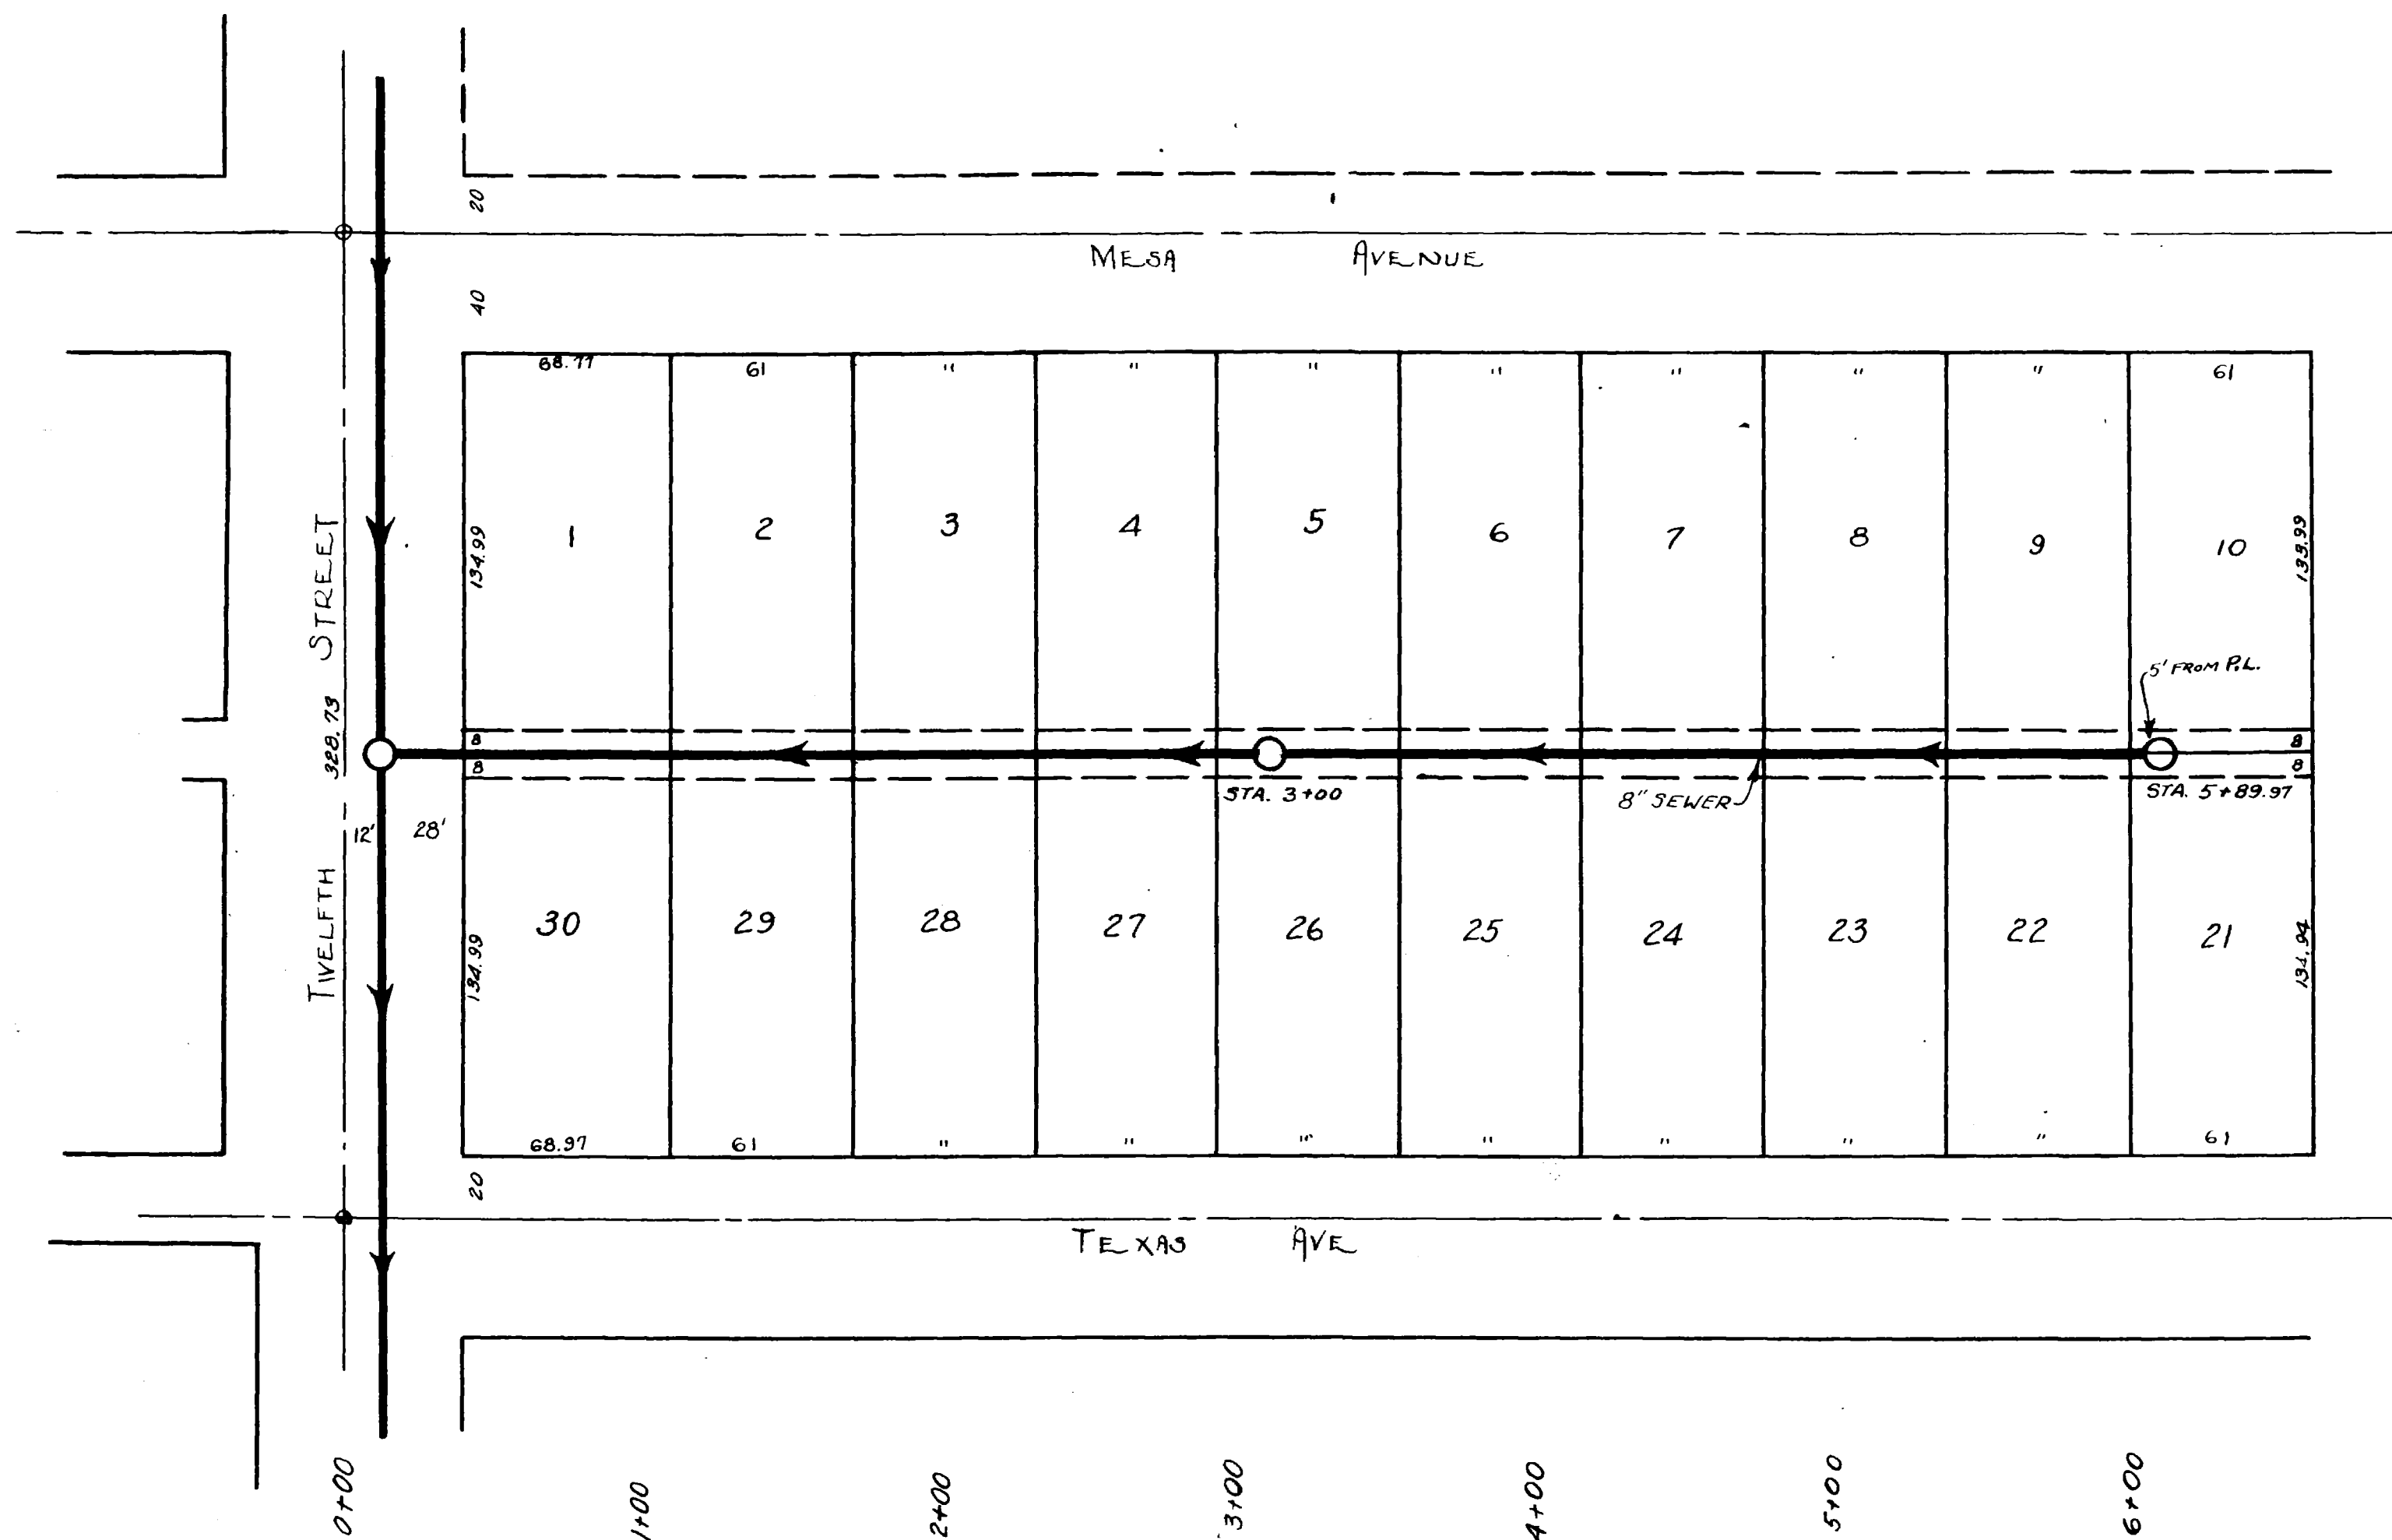 20
MESA AVENUE
40
68.77 61 " " " " " " " 61
134.99 1 2 3 4 5 6 7 8 9 10 133.99
TWELFTH STREET
328.73
5' FROM P.L.
8 8
8 8
STA. 3+00
8" SEWER
STA. 5+89.97
12' 28'
134.99 30 29 28 27 26 25 24 23 22 21 134.94
68.97 61 " " " " " " " 61
20
TEXAS AVE
0+00 1+00 2+00 3+00 4+00 5+00 6+00